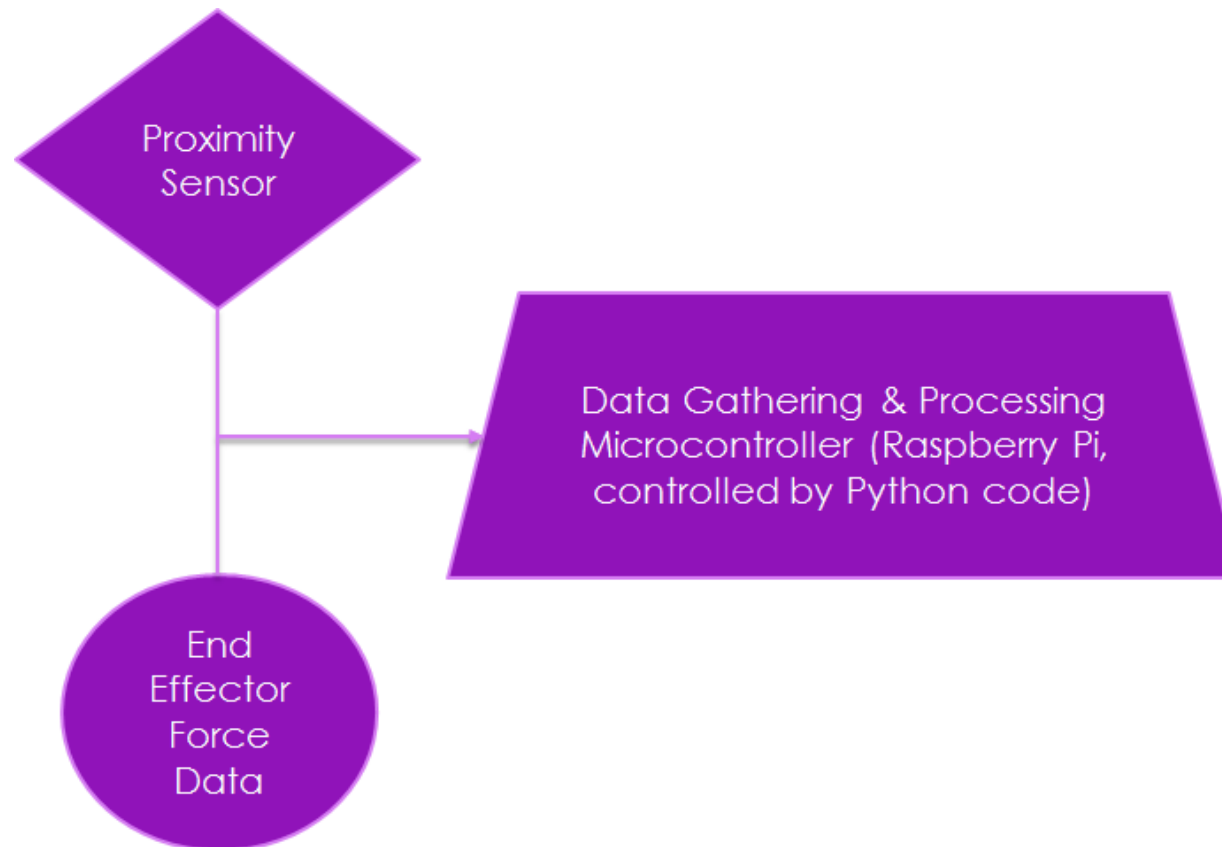 Proximity
Sensor
Data Gathering & Processing
Microcontroller (Raspberry Pi,
controlled by Python code)
End
Effector
Force
Data